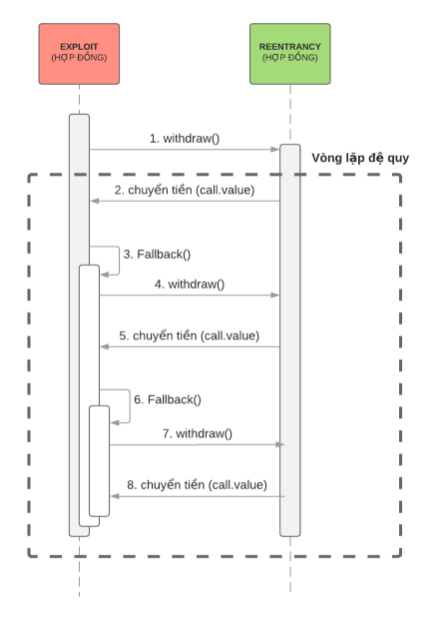 EXPLOIT
(HỢP ĐỒNG)
REENTRANCY
(HỢP ĐỒNG)
1. withdraw()
Vòng lặp đệ quy
2. chuyển tiền (call.value)
3. Fallback()
4. withdraw()
5. chuyển tiền (call.value)
6. Fallback()
7. withdraw()
8. chuyển tiền (call.value)